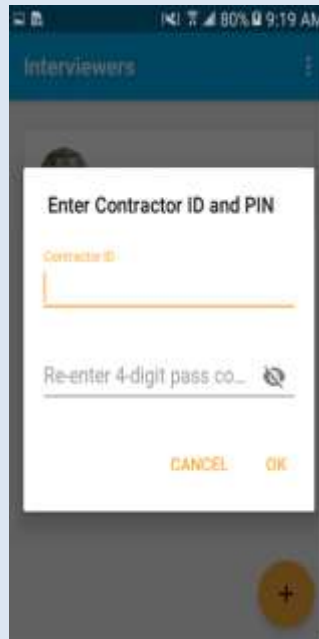 80% 9:19 AM
Interviewers
Enter Contractor ID and PIN
Contractor ID
Re-enter 4-digit pass co...
CANCEL OK
+